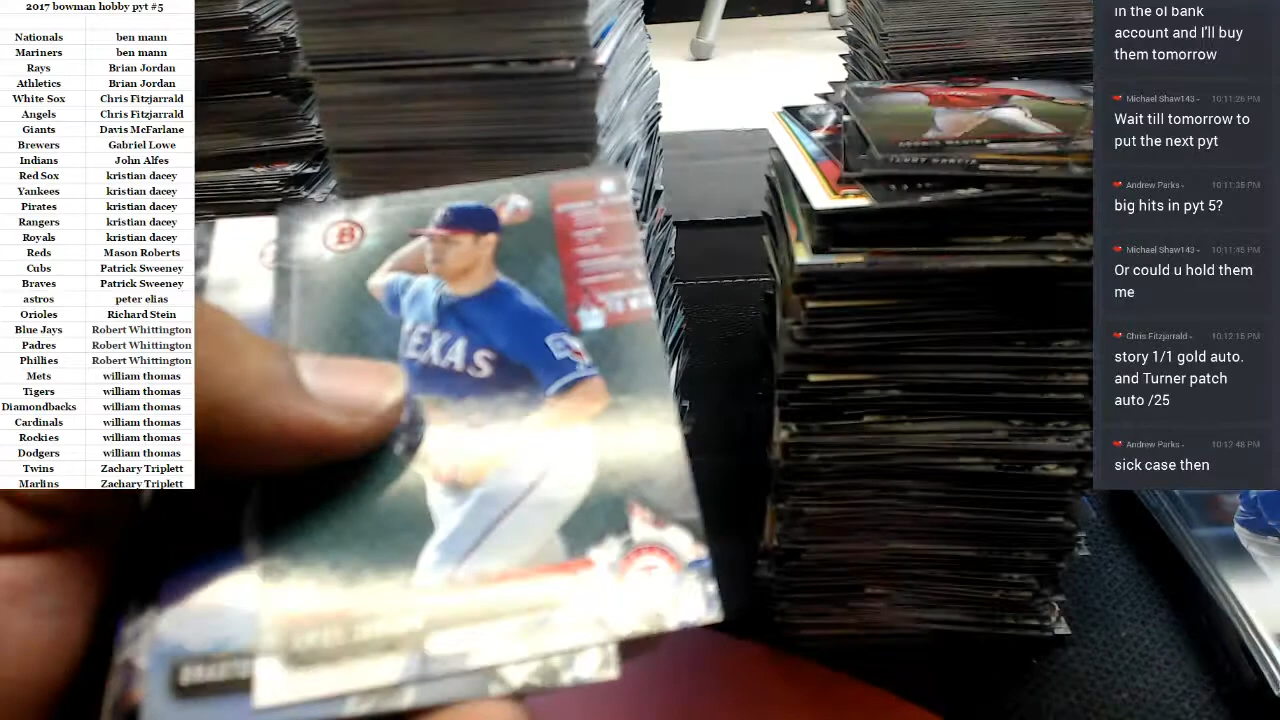 2017 bowman hobby pyt #5
Nationals ben mann
Mariners ben mann
Rays Brian Jordan
Athletics Brian Jordan
White Sox Chris Fitzjarrald
Angels Chris Fitzjarrald
Giants Davis McFarlane
Brewers Gabriel Lowe
Indians John Alfes
Red Sox kristian dacey
Yankees kristian dacey
Pirates kristian dacey
Rangers kristian dacey
Royals kristian dacey
Reds Mason Roberts
Cubs Patrick Sweeney
Braves Patrick Sweeney
astros peter elias
Orioles Richard Stein
Blue Jays Robert Whittington
Padres Robert Whittington
Phillies Robert Whittington
Mets william thomas
Tigers william thomas
Diamondbacks william thomas
Cardinals william thomas
Rockies william thomas
Dodgers william thomas
Twins Zachary Triplett
Marlins Zachary Triplett
B
TEXAS
in the ol bank
account and I'll buy
them tomorrow
Michael Shaw143 - 10:11:26 PM
Wait till tomorrow to
put the next pyt
Andrew Parks - 10:11:35 PM
big hits in pyt 5?
Michael Shaw143 - 10:11:45 PM
Or could u hold them
me
Chris Fitzjarrald - 10:12:15 PM
story 1/1 gold auto.
and Turner patch
auto /25
Andrew Parks - 10:12:48 PM
sick case then